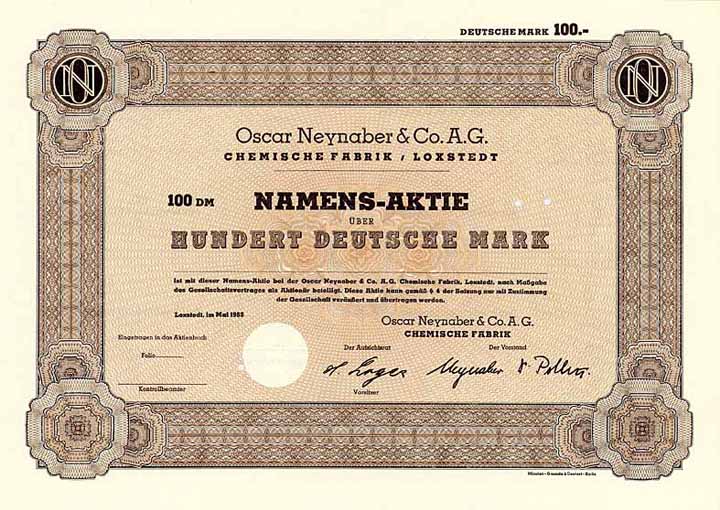 DEUTSCHE MARK 100.-
NO NO
Oscar Neynaber & Co. A.G.
CHEMISCHE FABRIK / LOXSTEDT
100 DM NAMENS-AKTIE
ÜBER
HUNDERT DEUTSCHE MARK
Ist mit dieser Namens-Aktie bei der Oscar Neynaber & Co. A.G. Chemische Fabrik, Loxstedt, nach Maßgabe
des Gesellschaftsvertrages als Aktionär beteiligt. Diese Aktie kann gemäß § 4 der Satzung nur mit Zustimmung
der Gesellschaft veräußert und übertragen werden.
Loxstedt, im Mai
Oscar Neynaber & Co. A.G.
CHEMISCHE FABRIK
Eingetragen in das Aktienbuch
Der Aufsichtsrat Der Vorstand
Folio
Neynaber
Kontrollbeamter
Vorsitzer